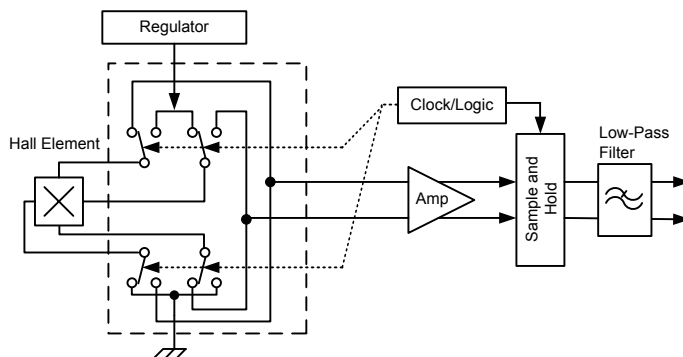 Regulator
Clock/Logic
Hall Element
Low-Pass
Filter
Amp
Sample and
Hold